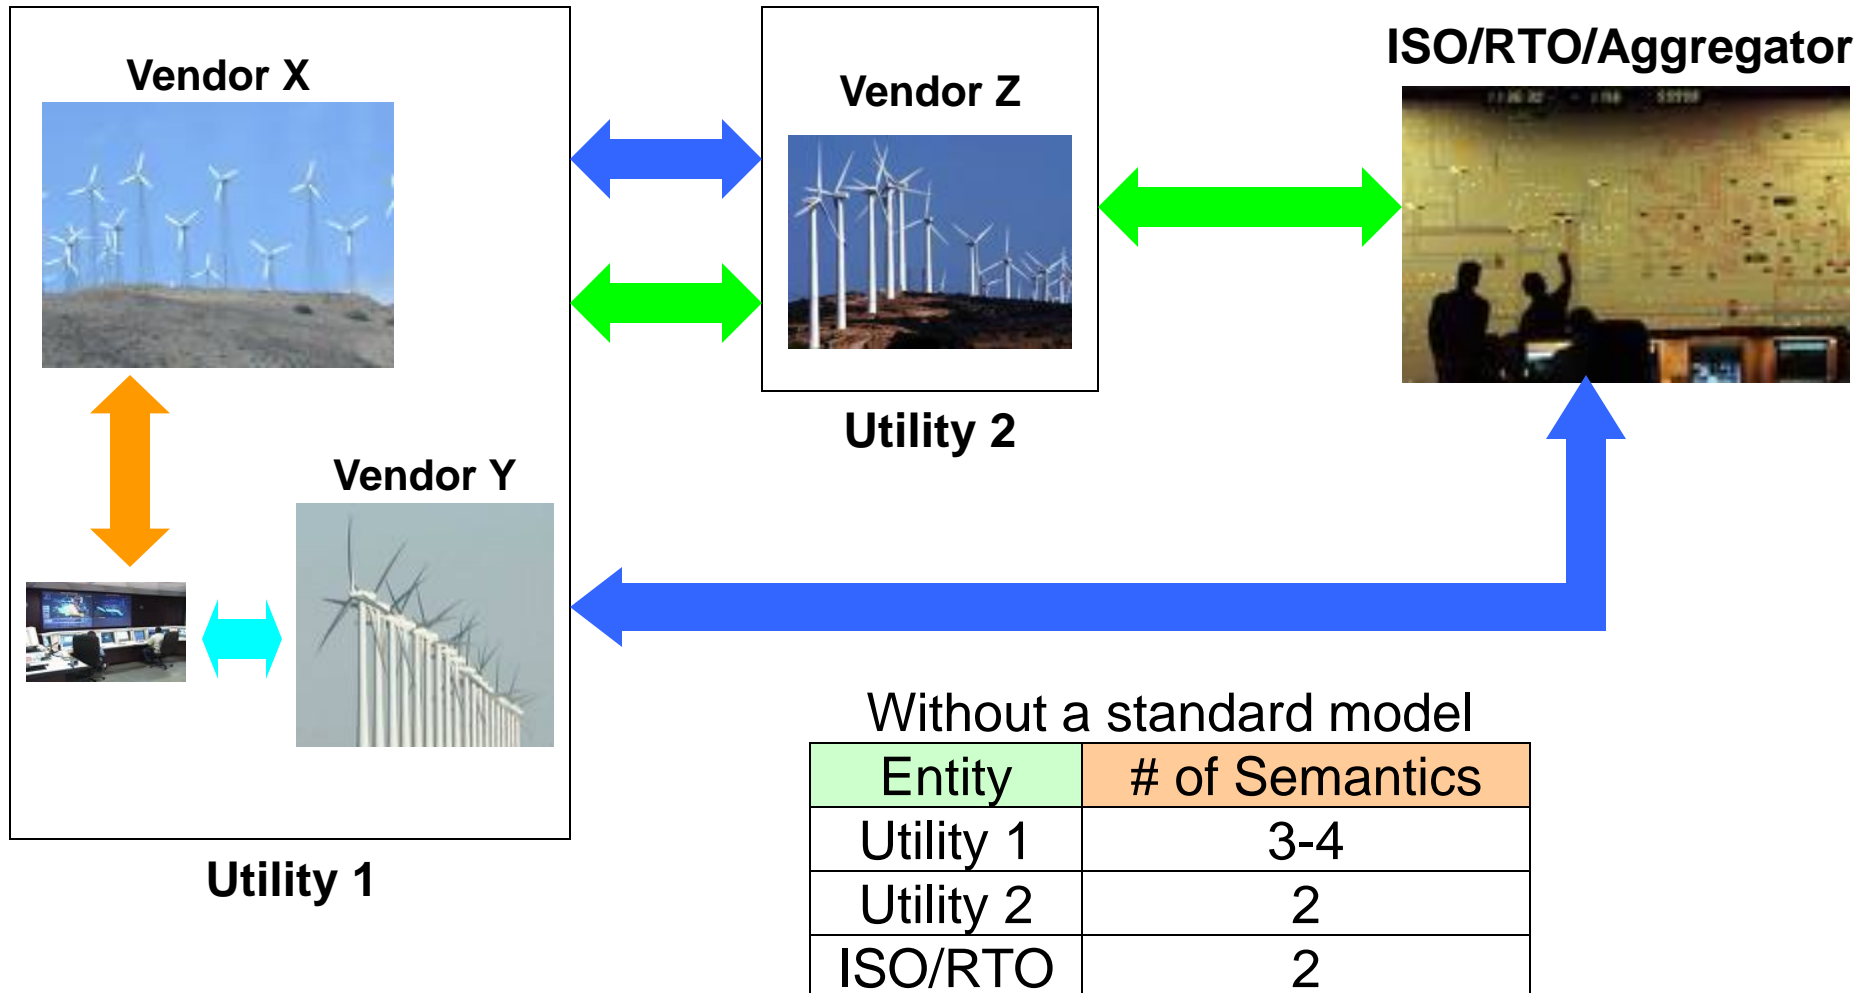 ISO/RTO/Aggregator
Vendor X
Vendor Z
Utility 2
Vendor Y
Utility 1
Without a standard model
Entity # of Semantics
Utility 1 3-4
Utility 2 2
ISO/RTO 2